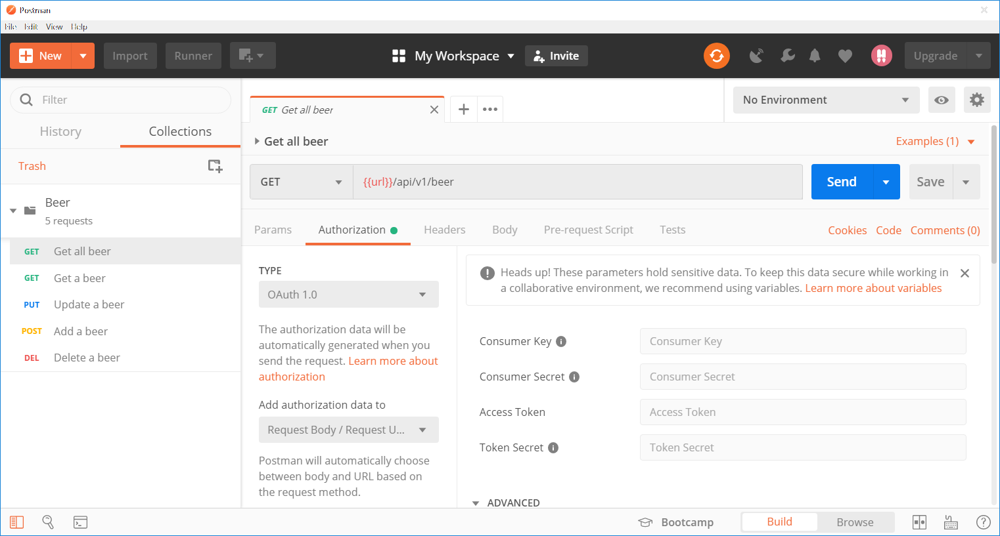 Postman
File Edit View Help
New
Import
Runner
My Workspace
Invite
Upgrade
Filter
History
Collections
Trash
Beer
5 requests
GET Get all beer
GET Get a beer
PUT Update a beer
POST Add a beer
DEL Delete a beer
GET Get all beer
No Environment
Get all beer
Examples (1)
GET
{{url}}/api/v1/beer
Send
Save
Params
Authorization
Headers
Body
Pre-request Script
Tests
Cookies
Code
Comments (0)
TYPE
OAuth 1.0
The authorization data will be
automatically generated when you
send the request. Learn more about
authorization
Add authorization data to
Request Body / Request U...
Postman will automatically choose
between body and URL based on
the request method.
Heads up! These parameters hold sensitive data. To keep this data secure while working in
a collaborative environment, we recommend using variables. Learn more about variables
Consumer Key
Consumer Key
Consumer Secret
Consumer Secret
Access Token
Access Token
Token Secret
Token Secret
ADVANCED
Bootcamp
Build
Browse